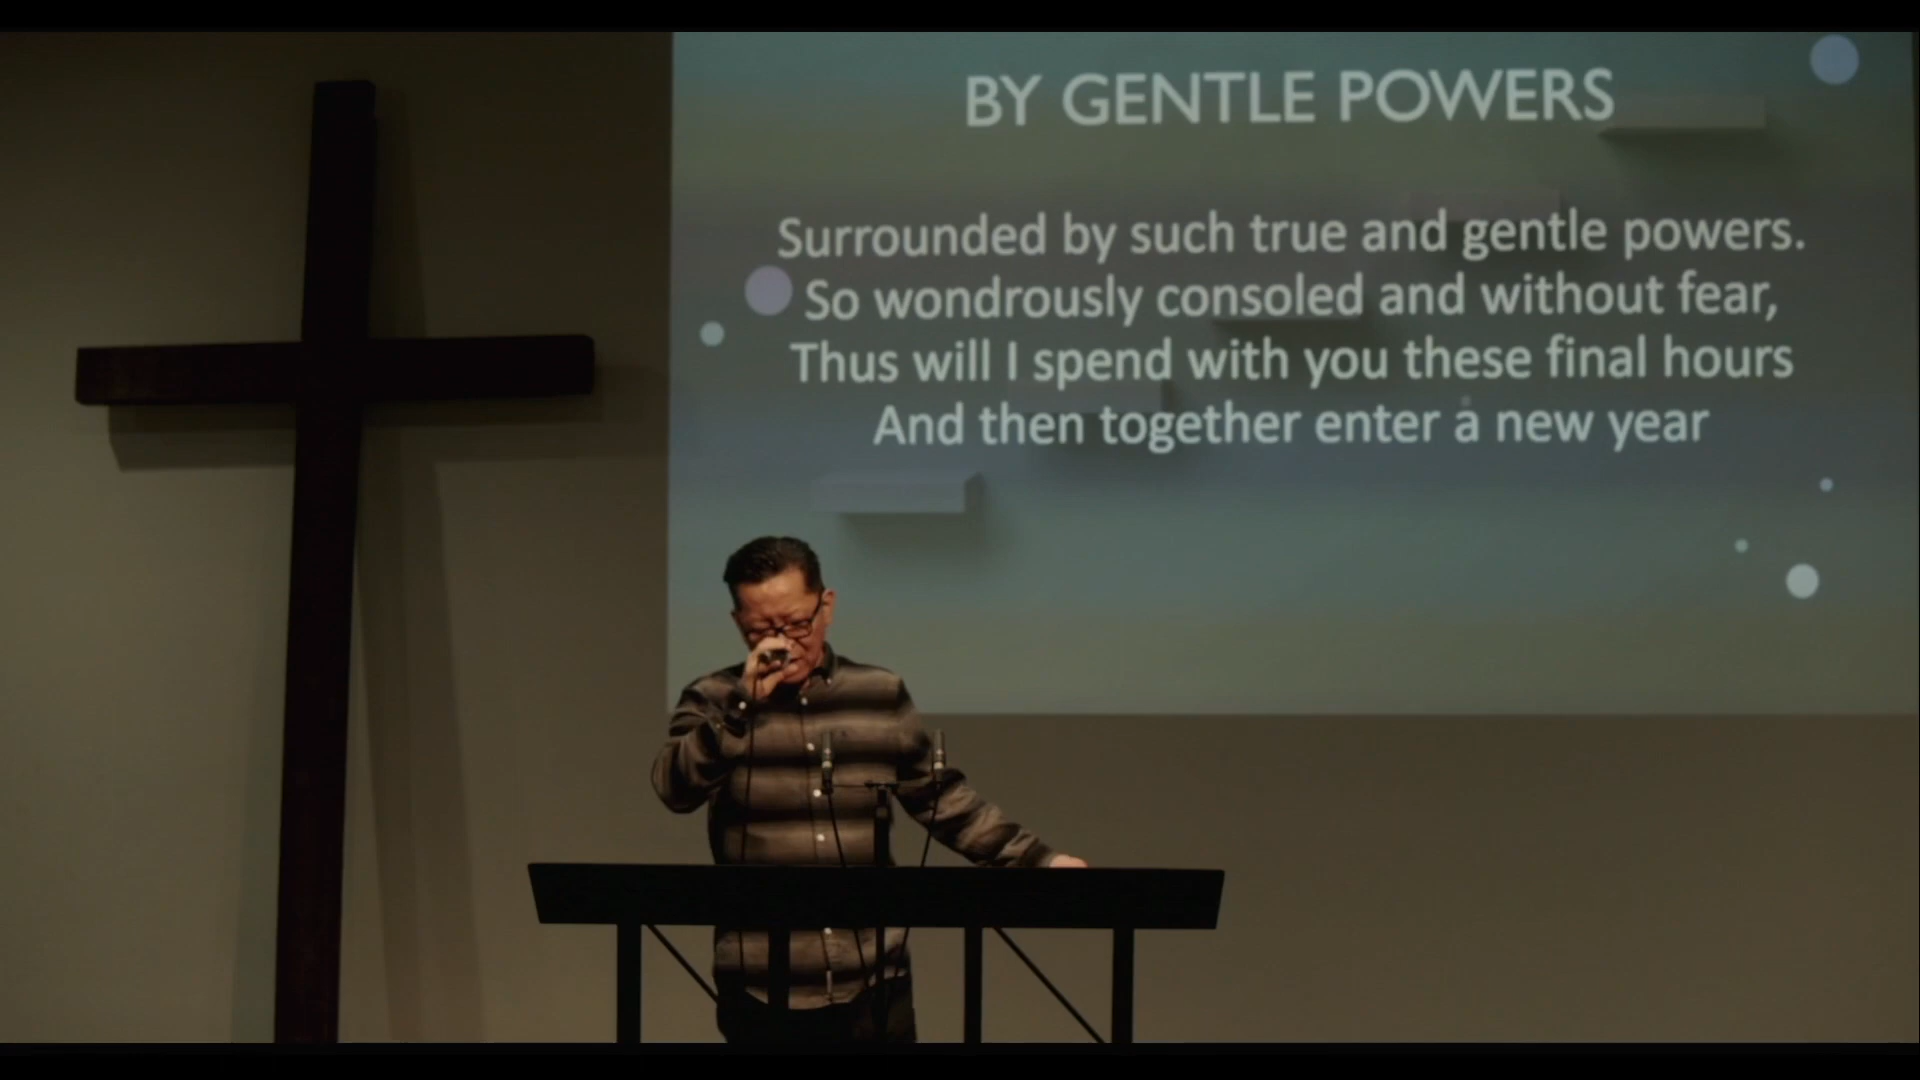 BY GENTLE POWERS
Surrounded by such true and gentle powers.
So wondrously consoled and without fear,
Thus will I spend with you these final hours
And then together enter a new year